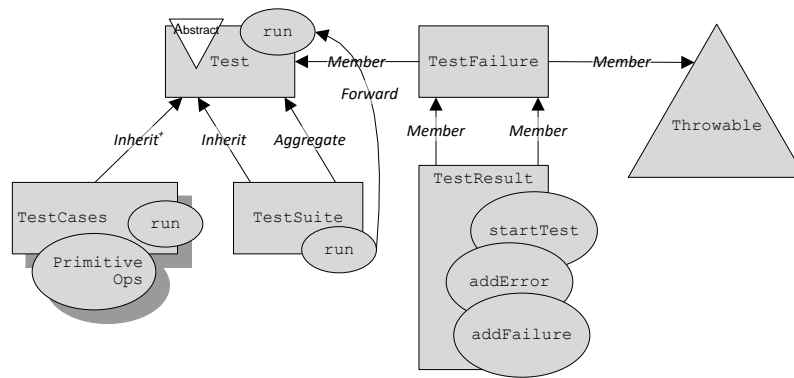 Abstract
run
Test
Member
TestFailure
Member
Forward
Throwable
Inherit+
Inherit
Aggregate
Member
Member
TestResult
TestCases
run
TestSuite
run
startTest
Primitive
Ops
addError
addFailure